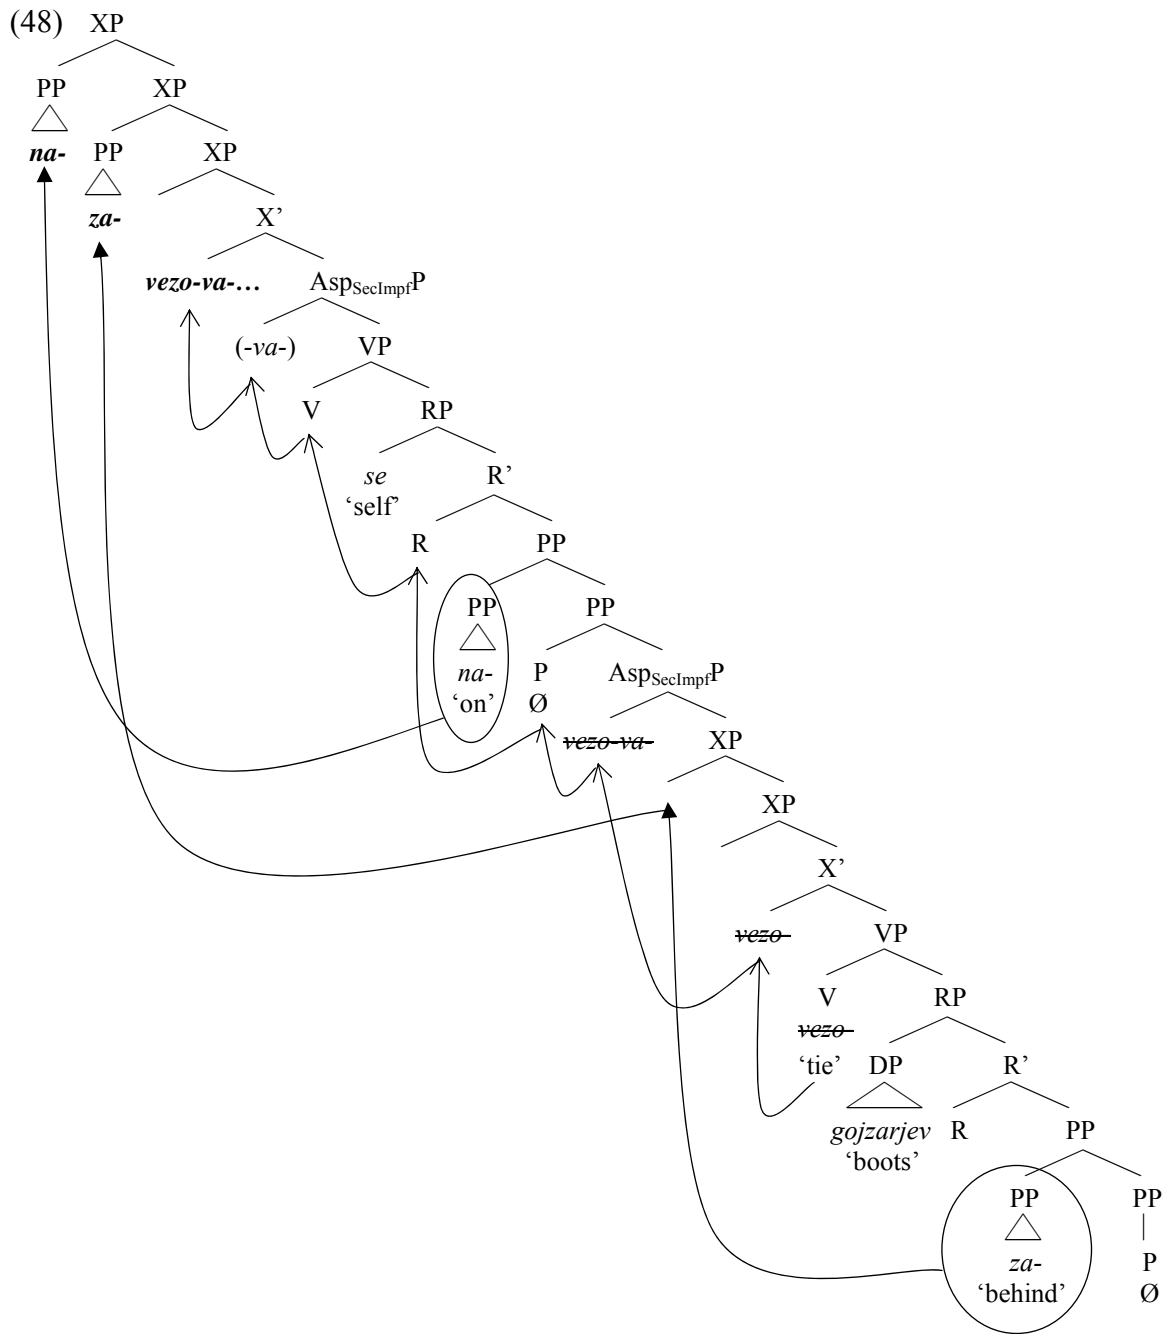 (48) XP
PP XP
na- PP XP
za- X’
vezo-va-… Asp_SecImpfP
(-va-) VP
V RP
se R’
‘self’
R PP
PP PP
na- P Asp_SecImpfP
‘on’ Ø
vezo-va- XP
XP
X’
vezo- VP
V RP
vezo-
‘tie’ DP R’
gojzarjev R PP
‘boots’
PP PP
za- P
‘behind’ Ø